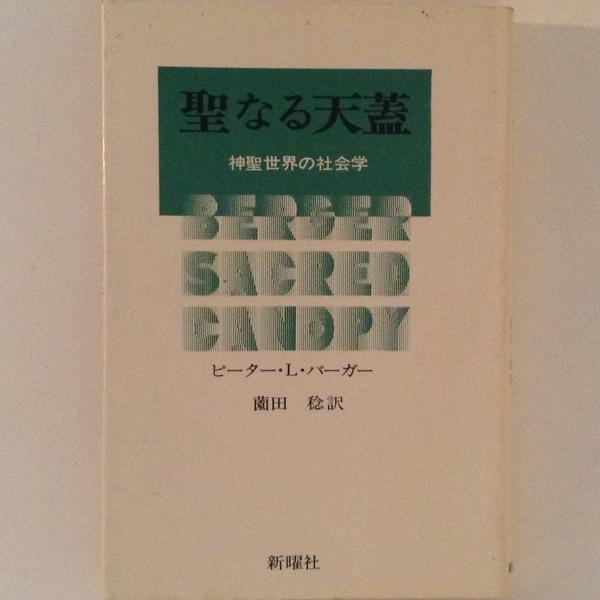 聖なる天蓋
神聖世界の社会学
BERGER
SACRED
CANOPY
ピーター・L・バーガー
薗田 稔訳
新曜社